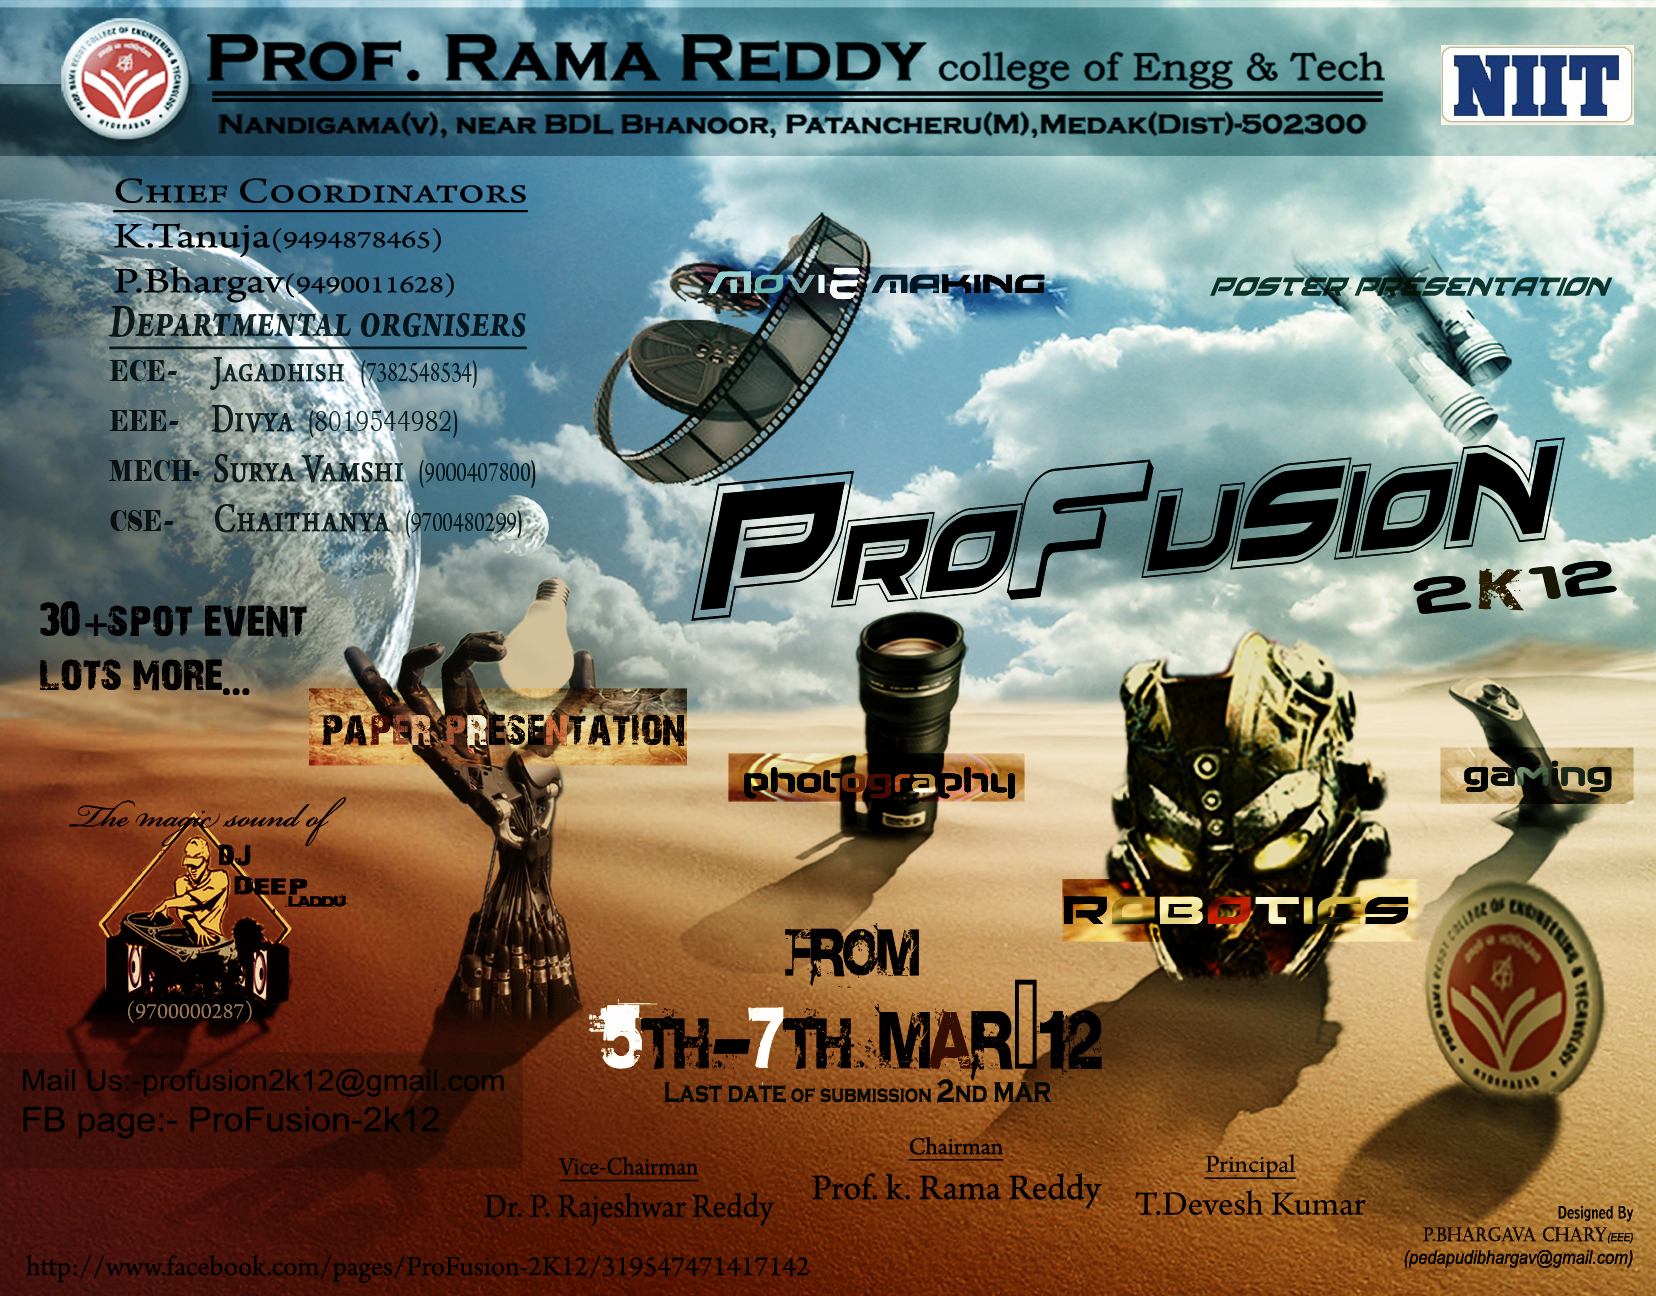 PROF. RAMA REDDY college of Engg & Tech
NANDIGAMA(V), NEAR BDL BHANOOR, PATANCHERU(M),MEDAK(DIST)-502300
NIIT
CHIEF COORDINATORS
K.Tanuja(9494878465)
P.Bhargav(9490011628)
DEPARTMENTAL ORGNISERS
ECE- JAGADHISH (7382548534)
EEE- DIVYA (8019544982)
MECH- SURYA VAMSHI (9000407800)
CSE- CHAITHANYA (9700480299)
MOVIE MAKING
POSTER PRESENTATION
PROFUSION
2K12
30+SPOT EVENT
LOTS MORE...
PAPER PRESENTATION
photography
gaming
ROBOTICS
The magic sound of
DJ
DEEP
LADDU
(9700000287)
FROM
5TH-7TH MAR 12
LAST DATE OF SUBMISSION 2ND MAR
Mail Us:-profusion2k12@gmail.com
FB page:- ProFusion-2k12
Vice-Chairman
Dr. P. Rajeshwar Reddy
Chairman
Prof. k. Rama Reddy
Principal
T.Devesh Kumar
Designed By
P.BHARGAVA CHARY(EEE)
(pedapudibhargav@gmail.com)
http://www.facebook.com/pages/ProFusion-2K12/319547471417142